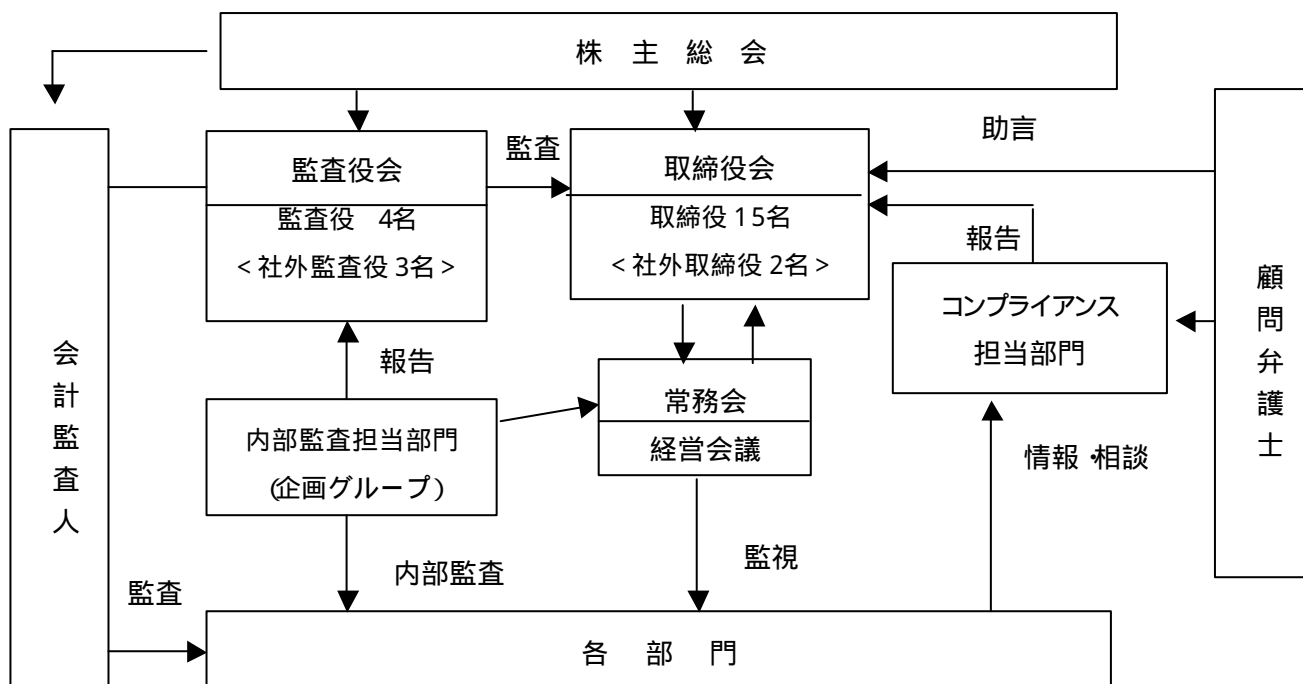 株 主 総 会
助言
監査役会
監査
取締役会
監査役 4名
取締役15名
<社外監査役3名>
<社外取締役2名>
報告
顧問弁護士
コンプライアンス
担当部門
会計監査人
報告
常務会
経営会議
内部監査担当部門
(企画グループ)
情報・相談
監視
内部監査
監査
各 部 門